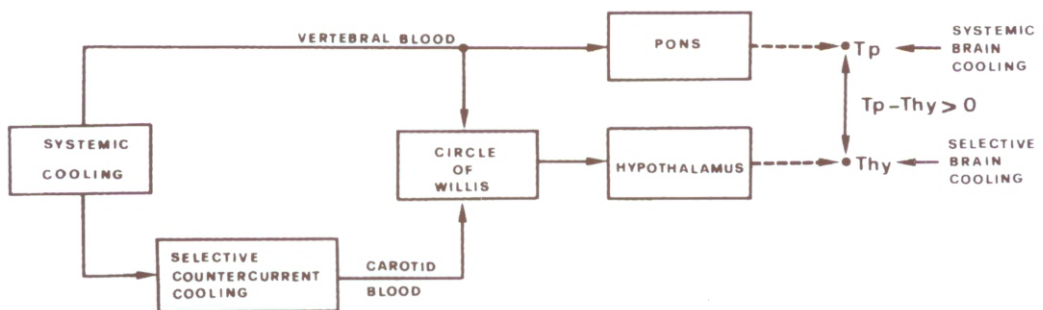 VERTEBRAL BLOOD
PONS
Tp
SYSTEMIC
BRAIN
COOLING
Tp-Thy > 0
SYSTEMIC
COOLING
CIRCLE
OF
WILLIS
HYPOTHALAMUS
Thy
SELECTIVE
BRAIN
COOLING
SELECTIVE
COUNTERCURRENT
COOLING
CAROTID
BLOOD